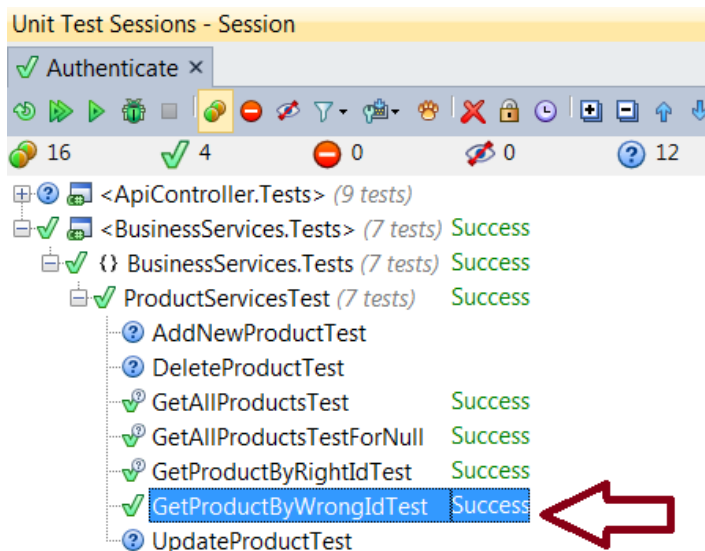 Unit Test Sessions - Session
Authenticate ×
16 4 0 0 12
<ApiController.Tests> (9 tests)
<BusinessServices.Tests> (7 tests) Success
{} BusinessServices.Tests (7 tests) Success
ProductServicesTest (7 tests) Success
AddNewProductTest
DeleteProductTest
GetAllProductsTest Success
GetAllProductsTestForNull Success
GetProductByRightIdTest Success
GetProductByWrongIdTest Success
UpdateProductTest